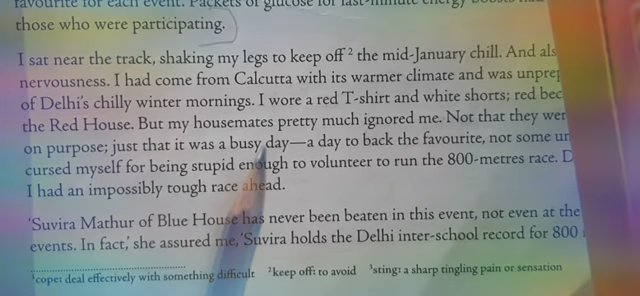 favourite for each event. Packets of glucose for last-minute energy boosts
those who were participating.
I sat near the track, shaking my legs to keep off² the mid-January chill. And
nervousness. I had come from Calcutta with its warmer climate and was
of Delhi's chilly winter mornings. I wore a red T-shirt and white shorts; red
the Red House. But my housemates pretty much ignored me. Not that they
on purpose; just that it was a busy day—a day to back the favourite, not some
cursed myself for being stupid enough to volunteer to run the 800-metres race.
I had an impossibly tough race ahead.
'Suvira Mathur of Blue House has never been beaten in this event, not even at the
events. In fact,' she assured me, 'Suvira holds the Delhi inter-school record for 800
¹cope: deal effectively with something difficult ²keep off: to avoid ³sting: a sharp tingling pain or sensation